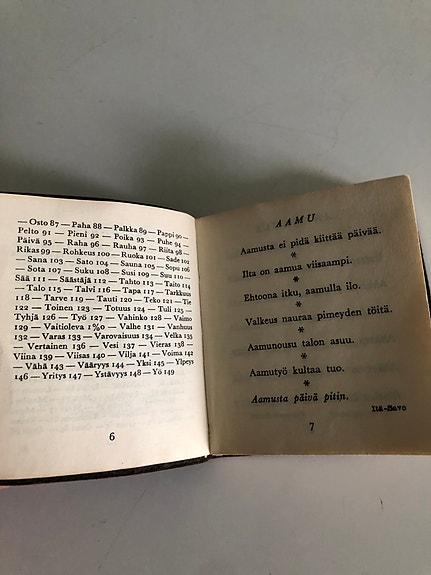 — Osto 87 — Paha 88 — Palkka 89 — Pappi 90 —
Pelto 91 — Pieni 92 — Poika 93 — Puhe 94 —
Päivä 95 — Raha 96 — Rauha 97 — Riita 98 —
Rikas 99 — Rohkeus 100 — Ruoka 101 — Sade 102
— Sana 103 — Sato 104 — Sauna 105 — Sopu 106
— Sota 107 — Suku 108 — Susi 109 — Suu 110 —
Sää 111 — Säästäjä 112 — Tahto 113 — Taito 114
— Talo 115 — Talvi 116 — Tapa 117 — Tarkkuus
118 — Tarve 119 — Tauti 120 — Teko 121 — Tie
122 — Toinen 123 — Totuus 124 — Tuli 125 —
Tyhjä 126 — Työ 127 — Vahinko 128 — Vaimo
129 — Vaitioleva 1%0 — Valhe 131 — Vanhuus
132 — Varas 133 — Varovaisuus 134 — Velka 135
— Vertainen 136 — Vesi 137 — Vieras 138 —
Viina 139 — Viisas 140 — Vilja 141 — Voima 142
— Vähä 143 — Vääryys 144 — Yksi 145 — Ylpeys
146 — Yritys 147 — Ystävyys 148 — Yö 149
6
AAMU
Aamusta ei pidä kiittää päivää.
*
Ilta on aamua viisaampi.
*
Ehtoona itku, aamulla ilo.
*
Valkeus nauraa pimeyden töitä.
*
Aamunousu talon asuu.
*
Aamutyö kultaa tuo.
*
Aamusta päivä pitin.
Itä-Savo
7